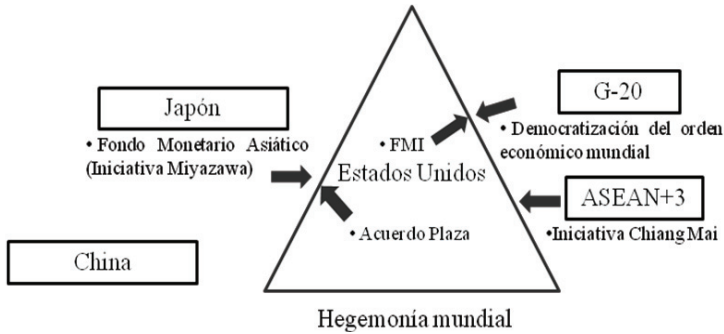 Japón
• Fondo Monetario Asiático
(Iniciativa Miyazawa)
China
• FMI
Estados Unidos
• Acuerdo Plaza
G-20
• Democratización del orden
económico mundial
ASEAN+3
•Iniciativa Chiang Mai
Hegemonía mundial